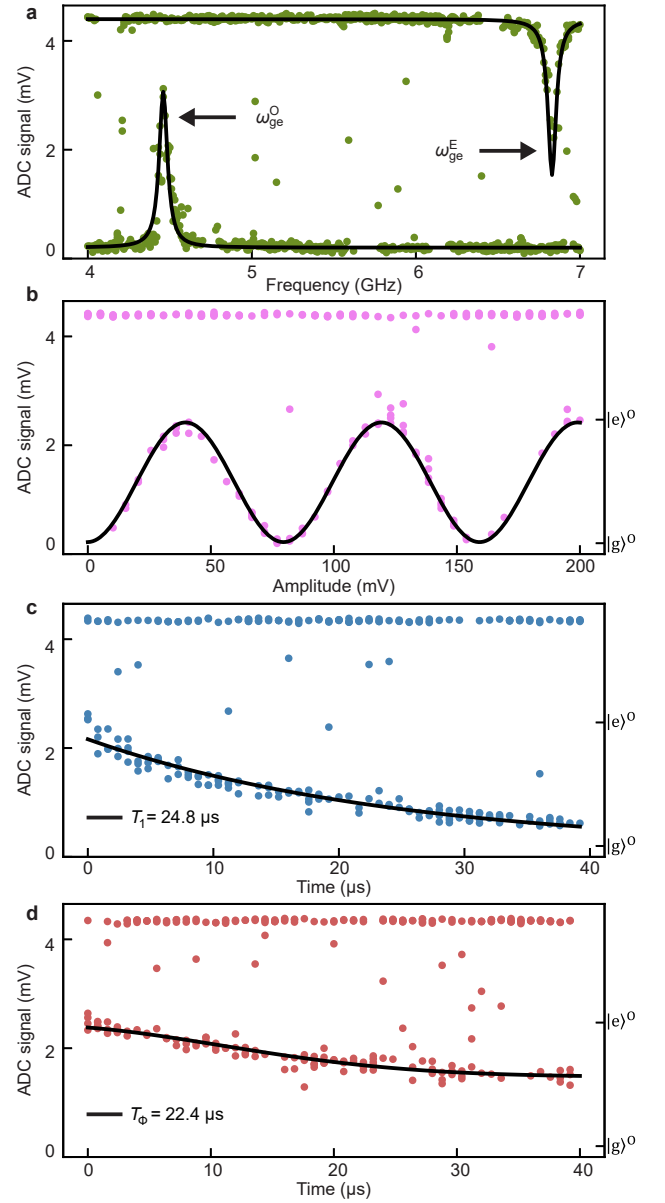 a
ADC signal (mV)
4
2
0
ω_ge^O
ω_ge^E
4 5 6 7
Frequency (GHz)
b
ADC signal (mV)
4
2
0
|e⟩^O
|g⟩^O
0 50 100 150 200
Amplitude (mV)
c
ADC signal (mV)
4
2
0
|e⟩^O
|g⟩^O
T_1 = 24.8 µs
0 10 20 30 40
Time (µs)
d
ADC signal (mV)
4
2
0
|e⟩^O
|g⟩^O
T_Φ = 22.4 µs
0 10 20 30 40
Time (µs)